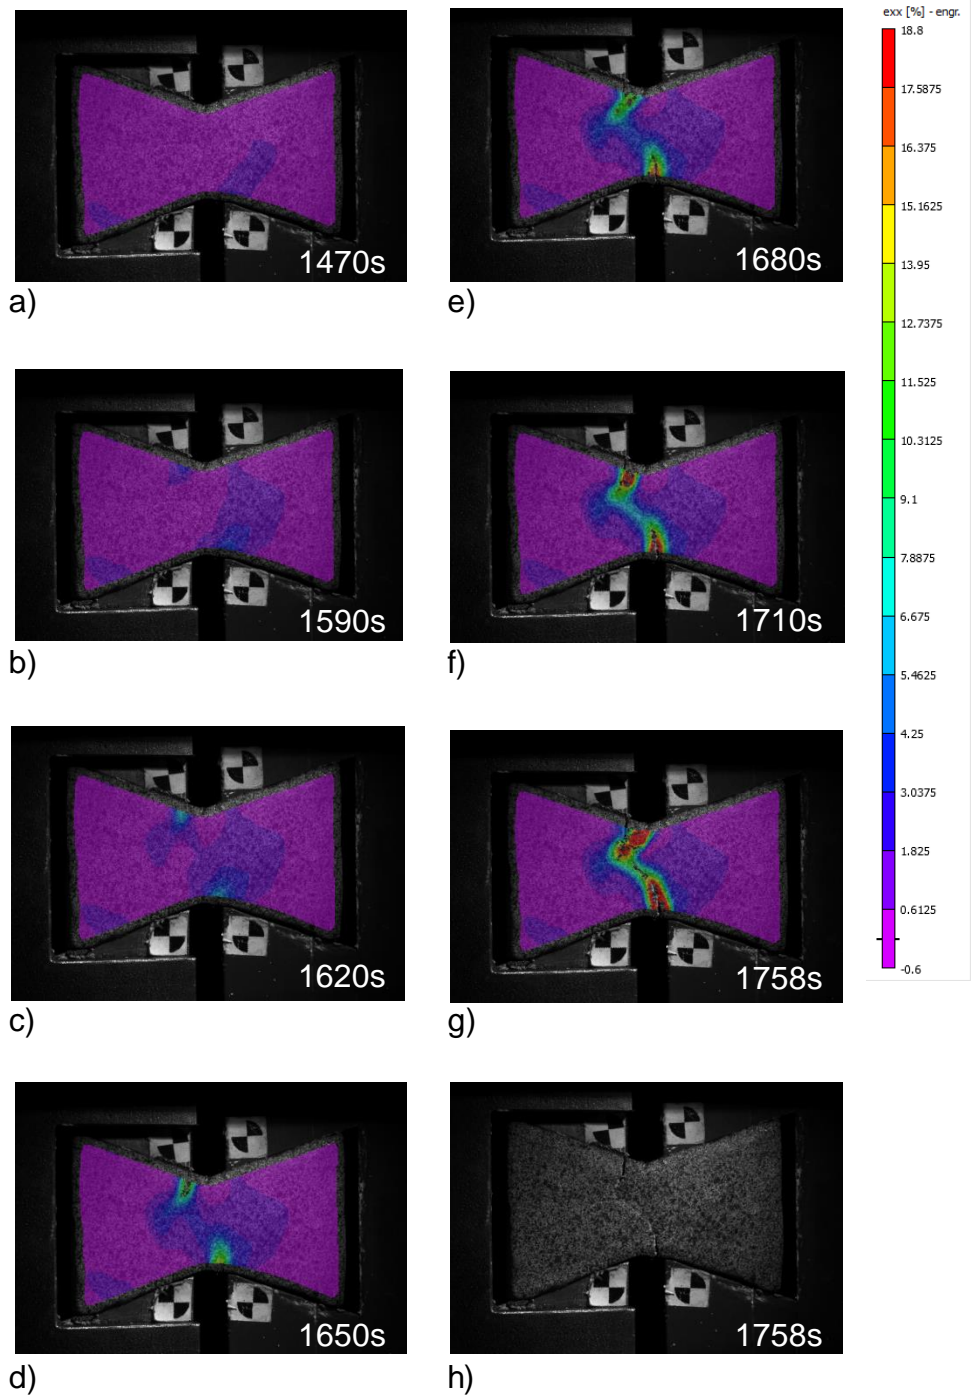 exx [%] - engr.
18.8
17.5875
16.375
15.1625
13.95
12.7375
11.525
10.3125
9.1
7.8875
6.675
5.4625
4.25
3.0375
1.825
0.6125
-0.6
1470s
a)
1590s
b)
1620s
c)
1650s
d)
1680s
e)
1710s
f)
1758s
g)
1758s
h)